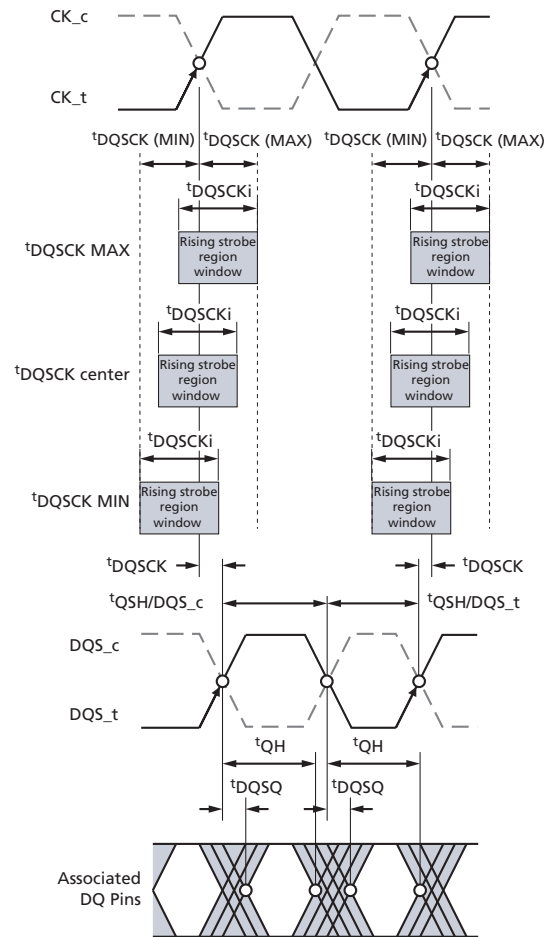 CK_c
CK_t
tDQSCK (MIN) tDQSCK (MAX) tDQSCK (MIN) tDQSCK (MAX)
tDQSCKi tDQSCKi
tDQSCK MAX
Rising strobe
region
window
Rising strobe
region
window
tDQSCKi tDQSCKi
tDQSCK center
Rising strobe
region
window
Rising strobe
region
window
tDQSCKi tDQSCKi
tDQSCK MIN
Rising strobe
region
window
Rising strobe
region
window
tDQSCK tDQSCK
tQSH/DQS_c tQSH/DQS_t
DQS_c
DQS_t
tQH tQH
tDQSQ tDQSQ
Associated
DQ Pins